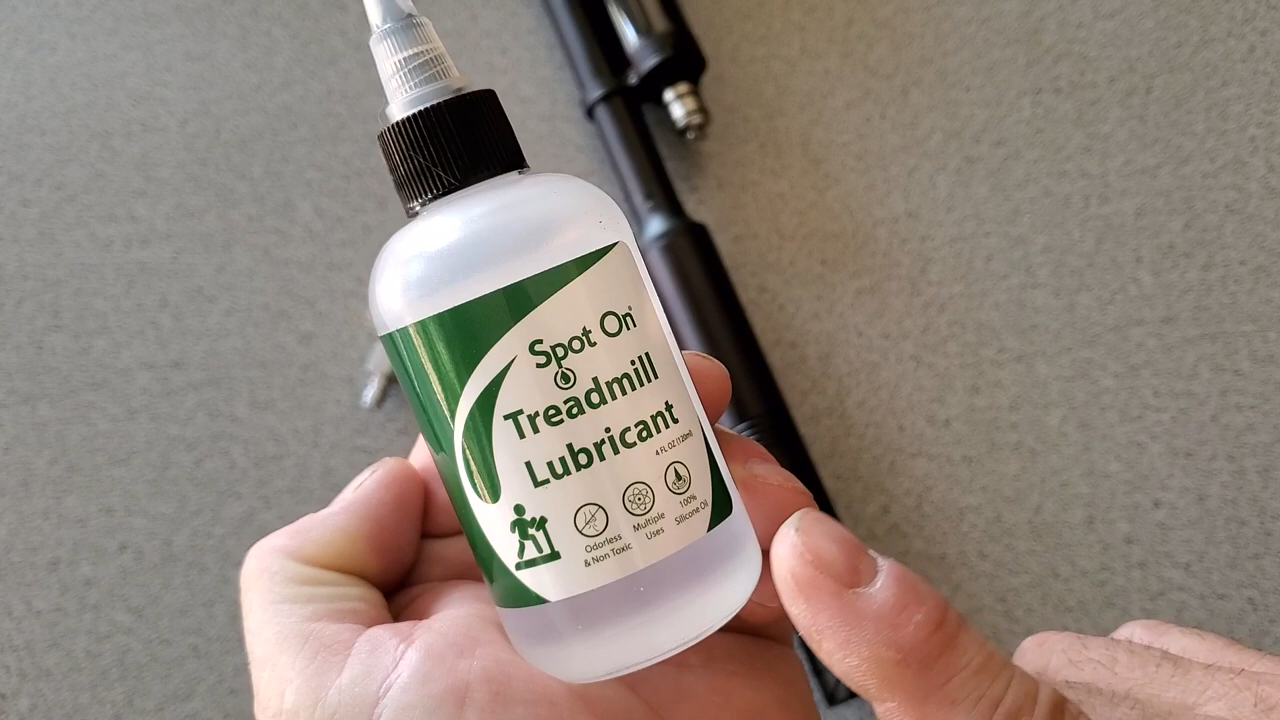 Spot On®
Treadmill
Lubricant
4 FL OZ (120ml)
Odorless
& Non Toxic
Multiple
Uses
100%
Silicone Oil